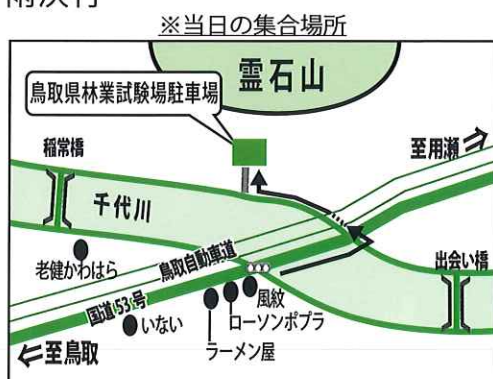 ※当日の集合場所
霊石山
鳥取県林業試験場駐車場
稲常橋
至用瀬
千代川
老健かわはら
鳥取自動車道
出会い橋
国道53号
風紋
ローソンポプラ
いない
ラーメン屋
至鳥取